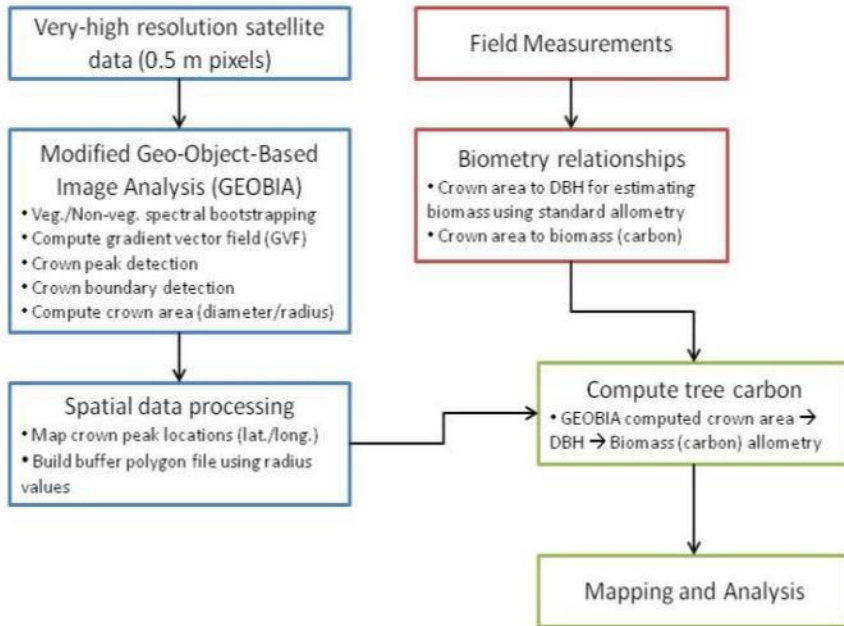 Very-high resolution satellite
data (0.5 m pixels)
Modified Geo-Object-Based
Image Analysis (GEOBIA)
• Veg./Non-veg. spectral bootstrapping
• Compute gradient vector field (GVF)
• Crown peak detection
• Crown boundary detection
• Compute crown area (diameter/radius)
Spatial data processing
• Map crown peak locations (lat./long.)
• Build buffer polygon file using radius
values
Field Measurements
Biometry relationships
• Crown area to DBH for estimating
biomass using standard allometry
• Crown area to biomass (carbon)
Compute tree carbon
• GEOBIA computed crown area →
DBH → Biomass (carbon) allometry
Mapping and Analysis